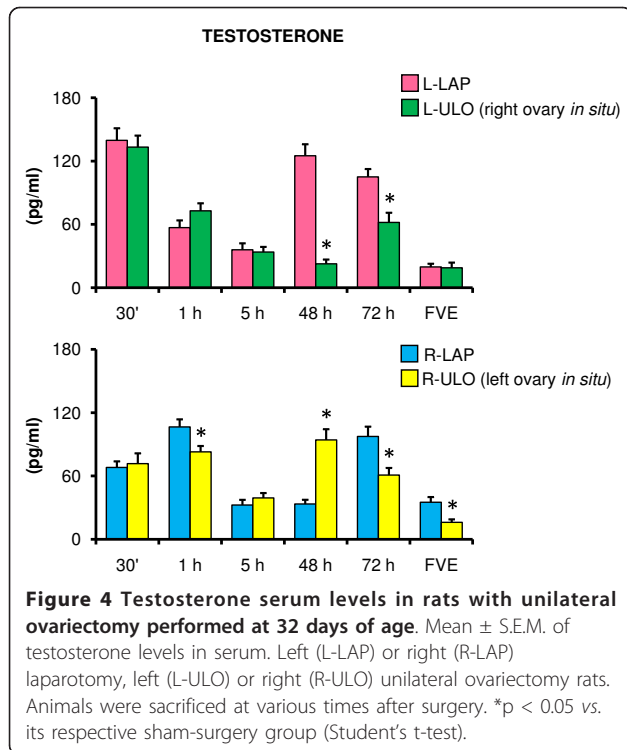 TESTOSTERONE
L-LAP
L-ULO (right ovary in situ)
(pg/ml)
180
120
60
0
*
*
30' 1 h 5 h 48 h 72 h FVE
R-LAP
R-ULO (left ovary in situ)
(pg/ml)
180
120
60
0
*
*
*
*
30' 1 h 5 h 48 h 72 h FVE
Figure 4 Testosterone serum levels in rats with unilateral
ovariectomy performed at 32 days of age. Mean ± S.E.M. of
testosterone levels in serum. Left (L-LAP) or right (R-LAP)
laparotomy, left (L-ULO) or right (R-ULO) unilateral ovariectomy rats.
Animals were sacrificed at various times after surgery. *p < 0.05 vs.
its respective sham-surgery group (Student's t-test).